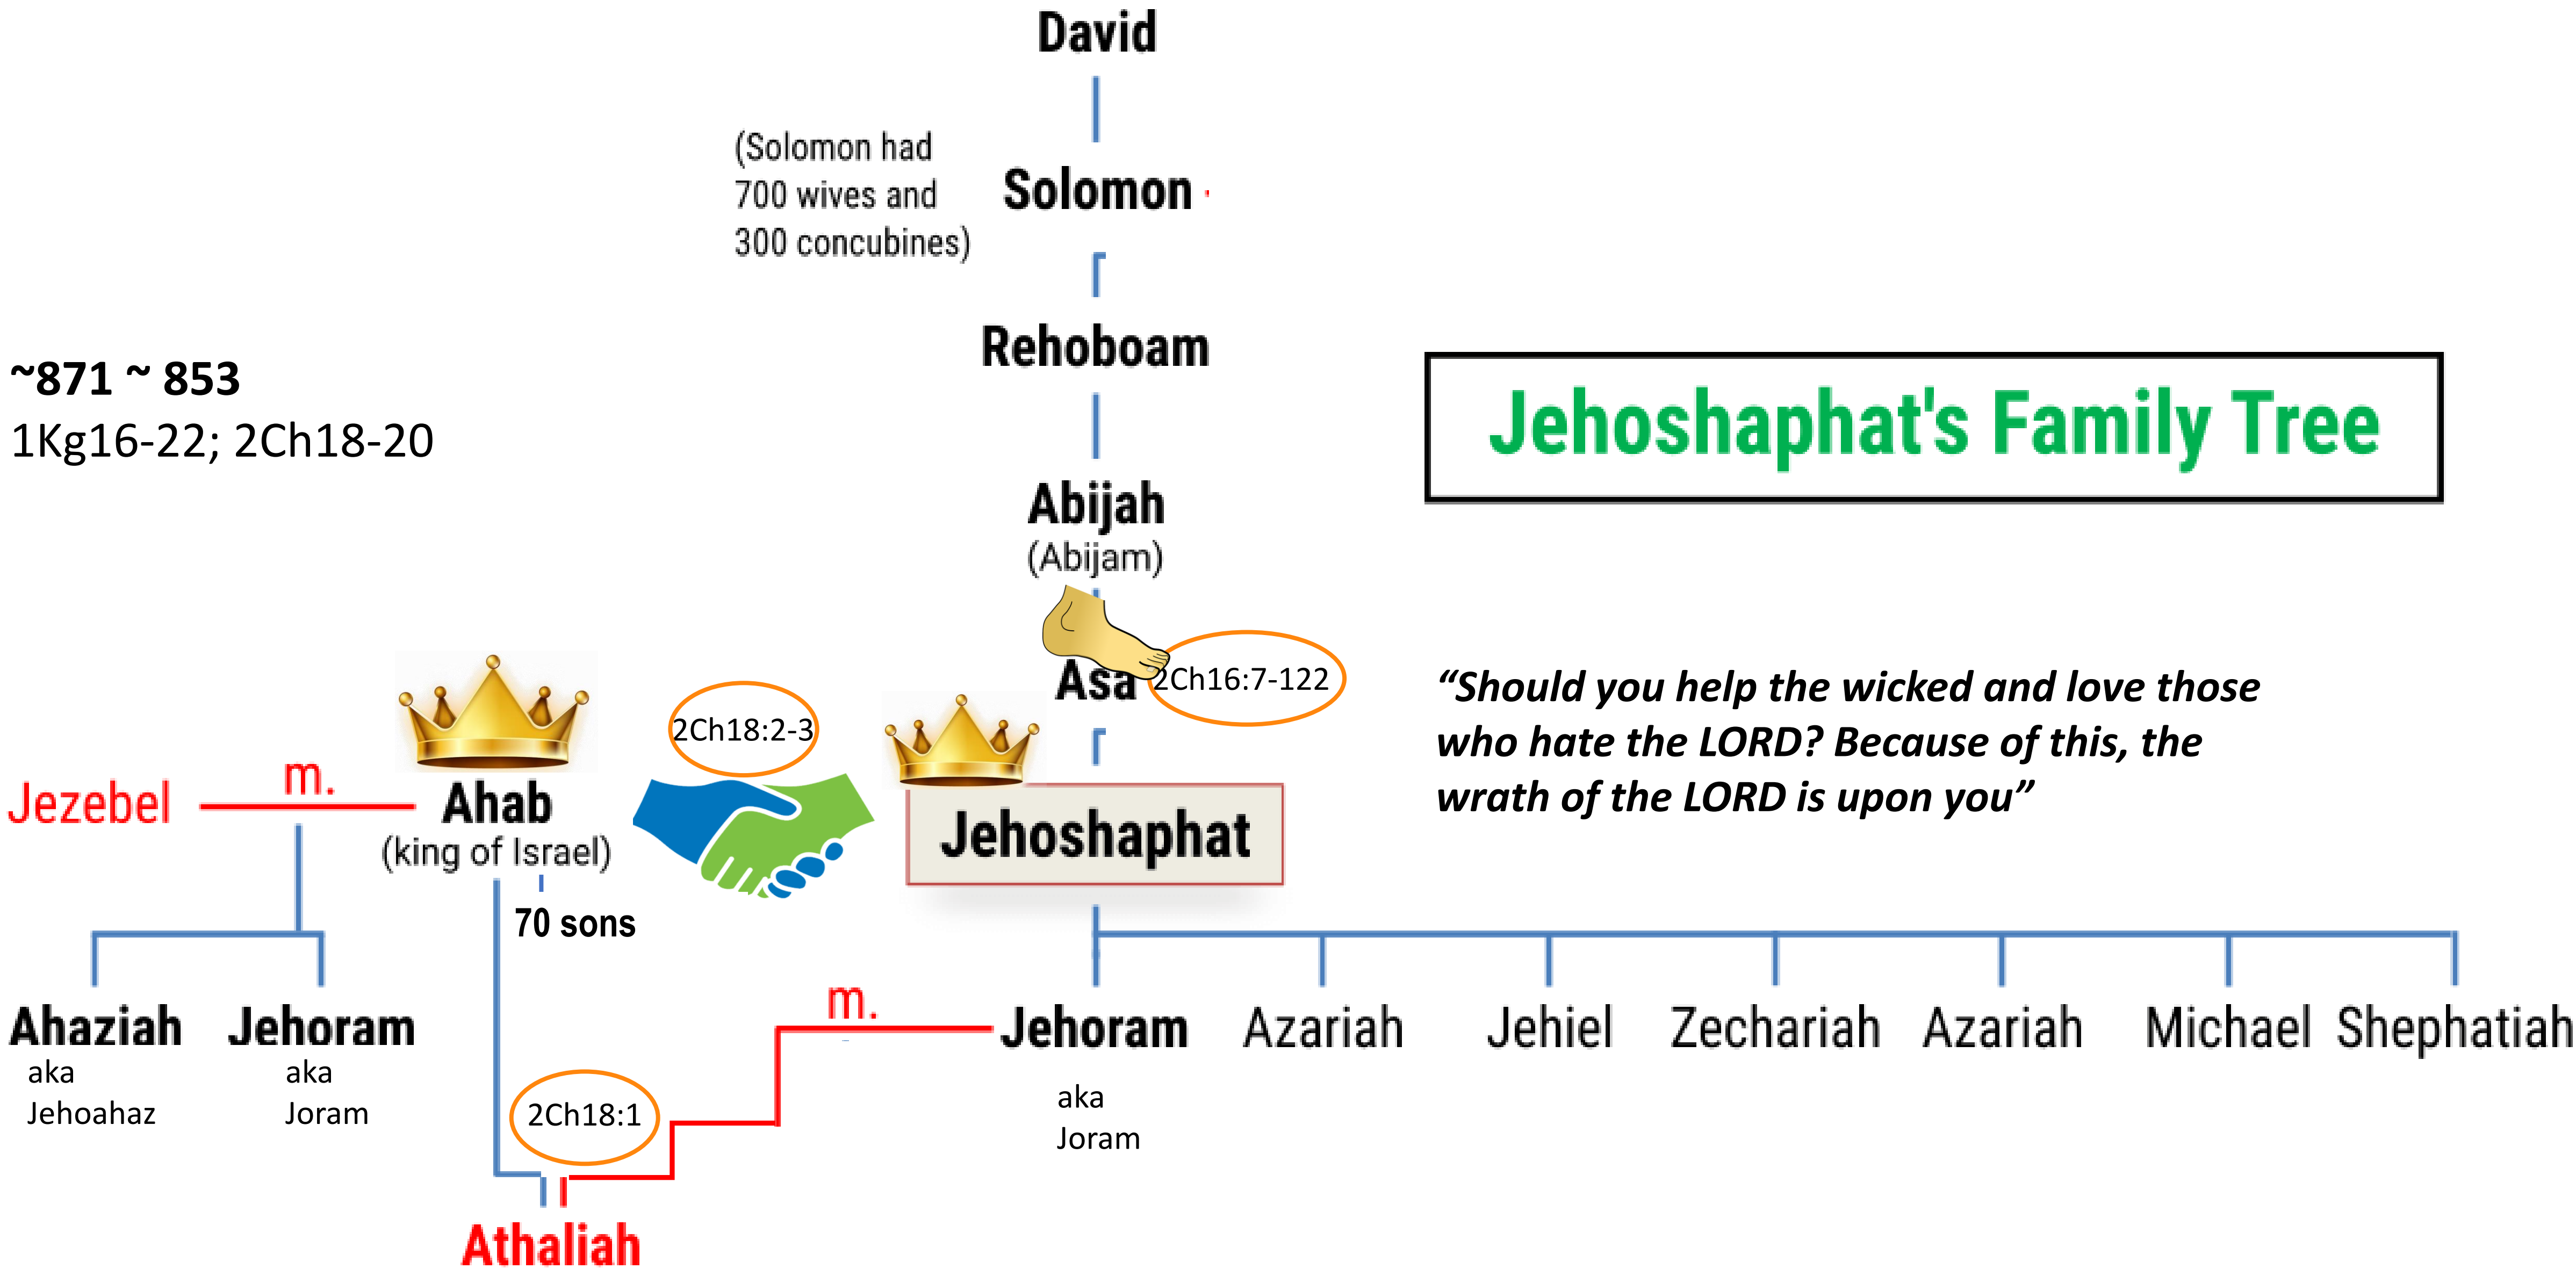 David
(Solomon had
700 wives and
300 concubines)
Solomon
Rehoboam
~871 ~ 853
1Kg16-22; 2Ch18-20
Jehoshaphat's Family Tree
Abijah
(Abijam)
Asa
2Ch16:7-122
2Ch18:2-3
“Should you help the wicked and love those
who hate the LORD? Because of this, the
wrath of the LORD is upon you”
Jezebel
m.
Ahab
(king of Israel)
70 sons
Jehoshaphat
Ahaziah
aka
Jehoahaz
Jehoram
aka
Joram
m.
Jehoram
aka
Joram
Azariah
Jehiel
Zechariah
Azariah
Michael
Shephatiah
2Ch18:1
Athaliah